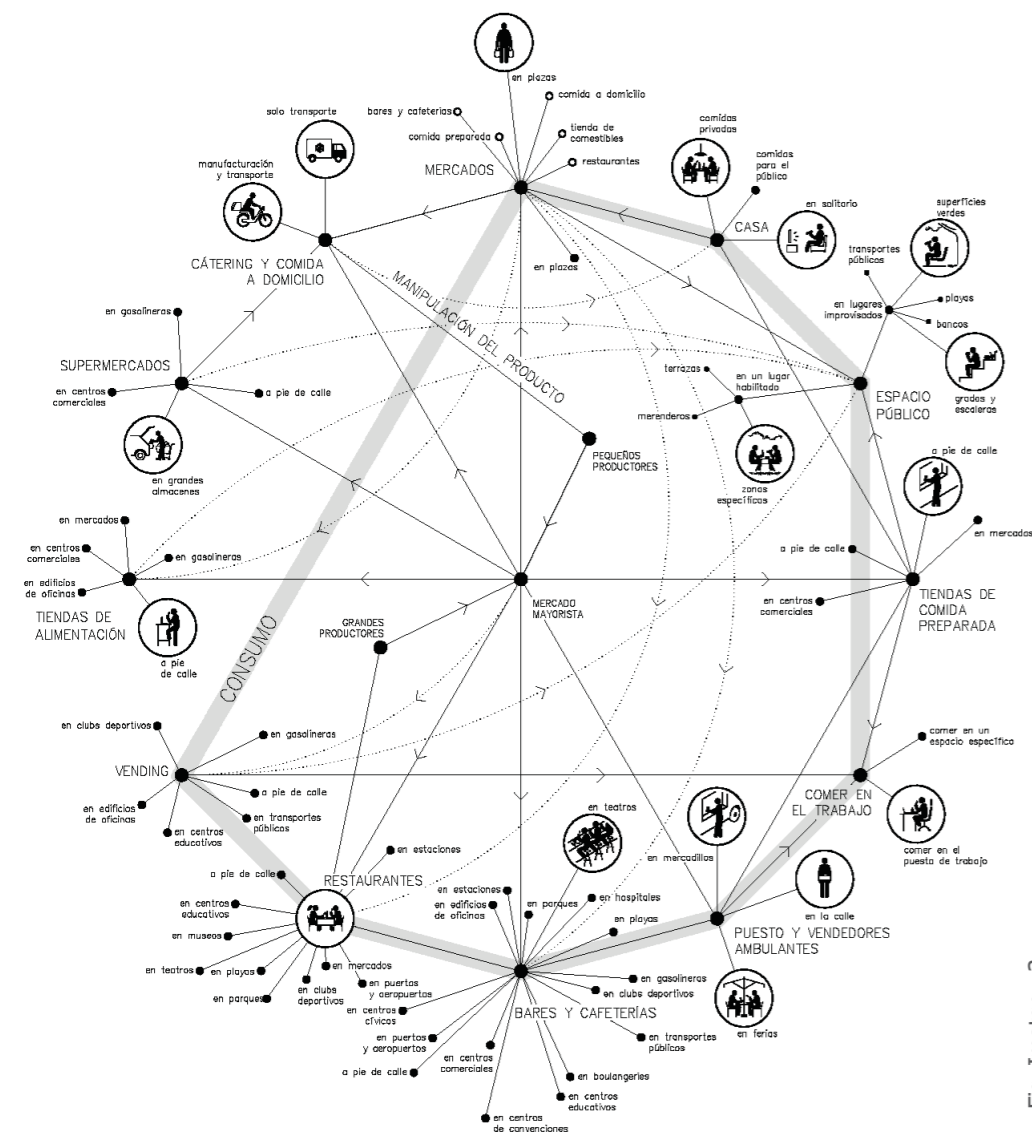 en plazas
bares y cafeterias
comida a domicilio
comida preparada
tienda de
comestibles
restaurantes
MERCADOS
en plazas
solo transporte
manufacturación
y transporte
CÁTERING Y COMIDA
A DOMICILIO
comidas
privadas
comidas
para el
público
en solitario
CASA
superficies
verdes
transportes
públicos
en lugares
improvisados
playas
bancos
gradas y
escaleras
ESPACIO
PÚBLICO
terrazas
en un lugar
habilitado
merenderos
zonas
específicas
MANIPULACIÓN DEL PRODUCTO
en gasolineras
SUPERMERCADOS
en centros
comerciales
a pie de calle
en grandes
almacenes
PEQUEÑOS
PRODUCTORES
a pie de calle
en mercados
a pie de calle
en centros
comerciales
TIENDAS DE
COMIDA
PREPARADA
en mercados
en centros
comerciales
en gasolineras
en edificios
de oficinas
TIENDAS DE
ALIMENTACIÓN
a pie
de calle
MERCADO
MAYORISTA
GRANDES
PRODUCTORES
CONSUMO
en clubs deportivos
en gasolineras
VENDING
a pie de calle
en edificios
de oficinas
en centros
educativos
en transportes
públicos
comer en un
espacio específico
COMER EN
EL TRABAJO
comer en el
puesta de trabajo
en estaciones
a pie de calle
RESTAURANTES
en centros
educativos
en museos
en teatros
en playas
en parques
en clubs
deportivos
en mercados
en puertos
y aeropuertos
en teatros
en estaciones
en edificios
de oficinas
en parques
en hospitales
en playas
en gasolineras
en clubs deportivos
BARES Y CAFETERÍAS
en centros
cívicos
en puertos
y aeropuertos
a pie de calle
en centros
comerciales
en transportes
públicos
en boulangeries
en centros
educativos
en centros
de convenciones
en mercadillos
en la calle
PUESTO Y VENDEDORES
AMBULANTES
en ferias